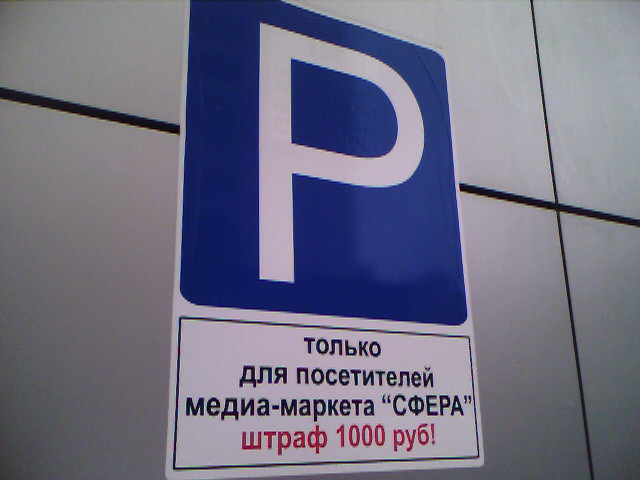 P
только
для посетителей
медиа-маркета "СФЕРА"
штраф 1000 руб!